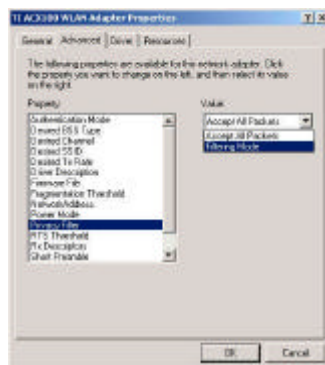 TI ACX100 WLAN Adapter Properties
General Advanced Driver Resources
The following properties are available for this network adapter. Click
the property you want to change on the left, and then select its value
on the right.
Property:
Value:
Authentication Mode
Desired BSS Type
Desired Channel
Desired SSID
Desired Tx Rate
Driver Description
Firmware File
Fragmentation Threshold
NetworkAddress
Power Mode
Privacy Filter
RTS Threshold
Rx Descriptors
Short Preamble
Accept All Packets
Accept All Packets
Filtering Mode
OK Cancel